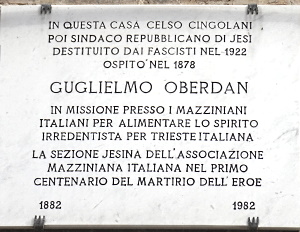 IN QUESTA CASA CELSO CINGOLANI
POI SINDACO REPUBBLICANO DI JESI
DESTITUITO DAI FASCISTI NEL 1922
OSPITO' NEL 1878
GUGLIELMO OBERDAN
IN MISSIONE PRESSO I MAZZINIANI
ITALIANI PER ALIMENTARE LO SPIRITO
IRREDENTISTA PER TRIESTE ITALIANA
LA SEZIONE JESINA DELL'ASSOCIAZIONE
MAZZINIANA ITALIANA NEL PRIMO
CENTENARIO DEL MARTIRIO DELL'EROE
1882 1982